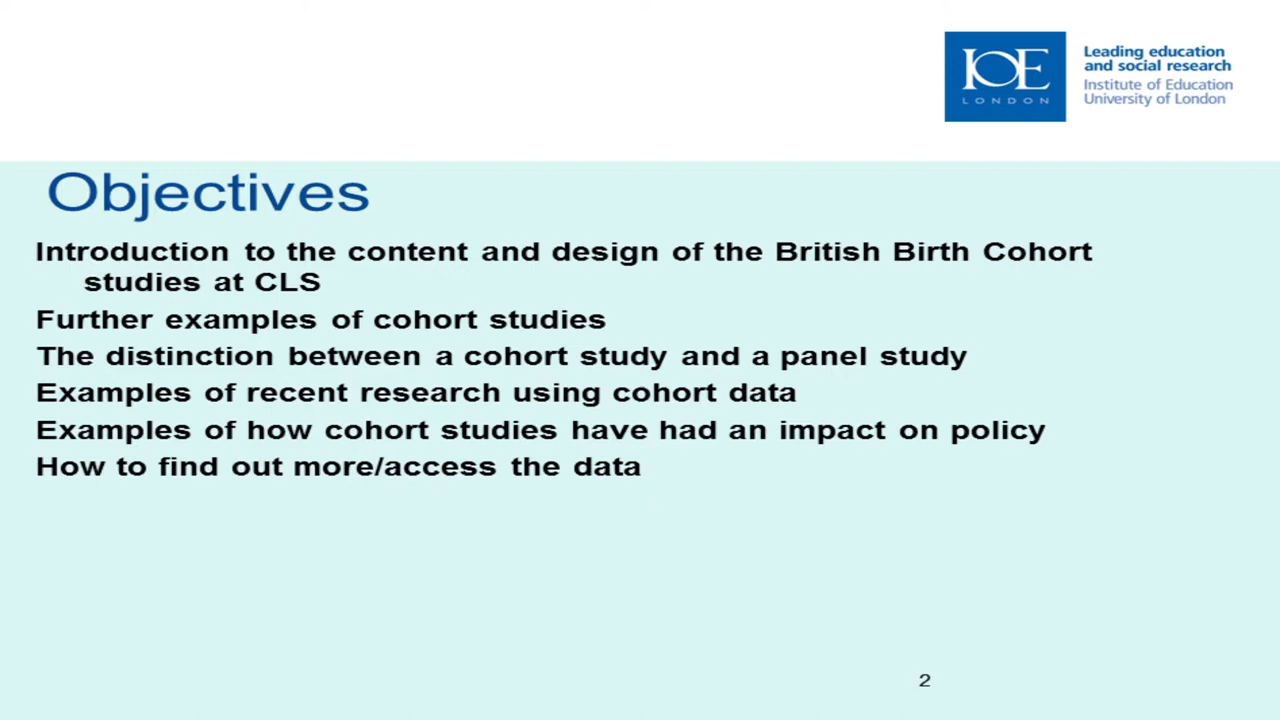 IOE
LONDON
Leading education
and social research
Institute of Education
University of London
Objectives
Introduction to the content and design of the British Birth Cohort
studies at CLS
Further examples of cohort studies
The distinction between a cohort study and a panel study
Examples of recent research using cohort data
Examples of how cohort studies have had an impact on policy
How to find out more/access the data
2